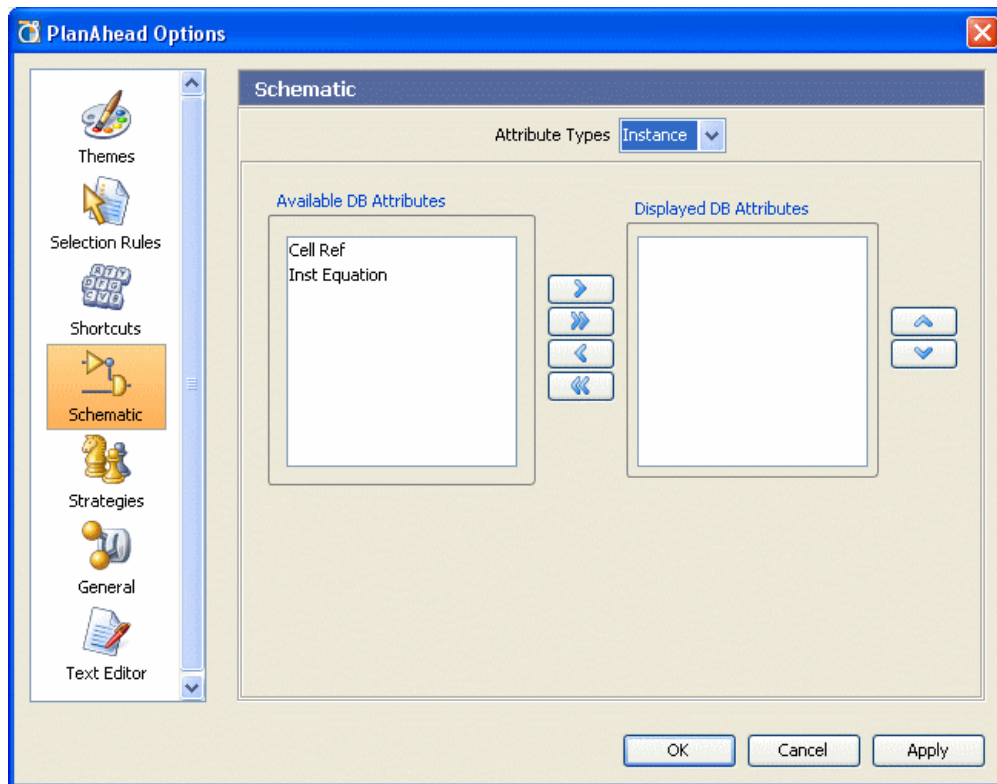 PlanAhead Options
Themes
Selection Rules
Shortcuts
Schematic
Strategies
General
Text Editor
Schematic
Attribute Types Instance
Available DB Attributes
Cell Ref
Inst Equation
Displayed DB Attributes
OK Cancel Apply